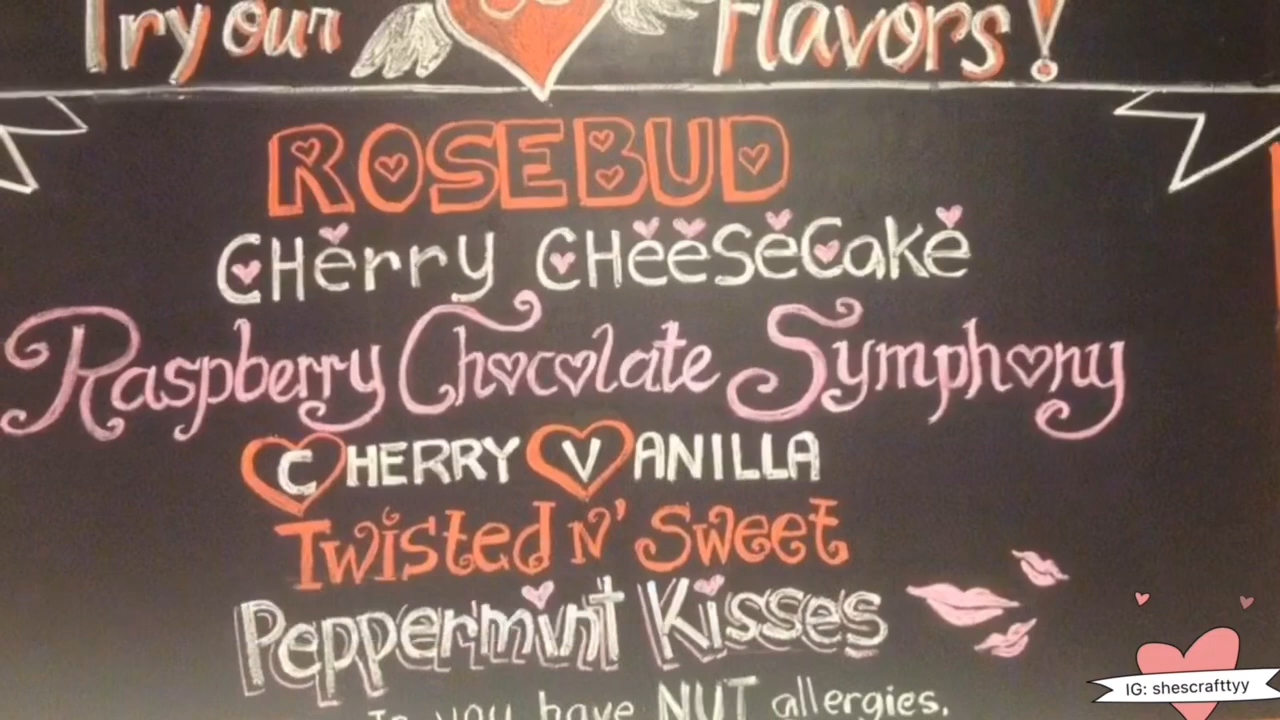 Try our Flavors!
ROSEBUD
CHerry CHeeSeCake
Raspberry Chocolate Symphony
CHERRY VANILLA
Twisted N' Sweet
Peppermint Kisses
you have NUT allergies.
IG: shescrafttyy